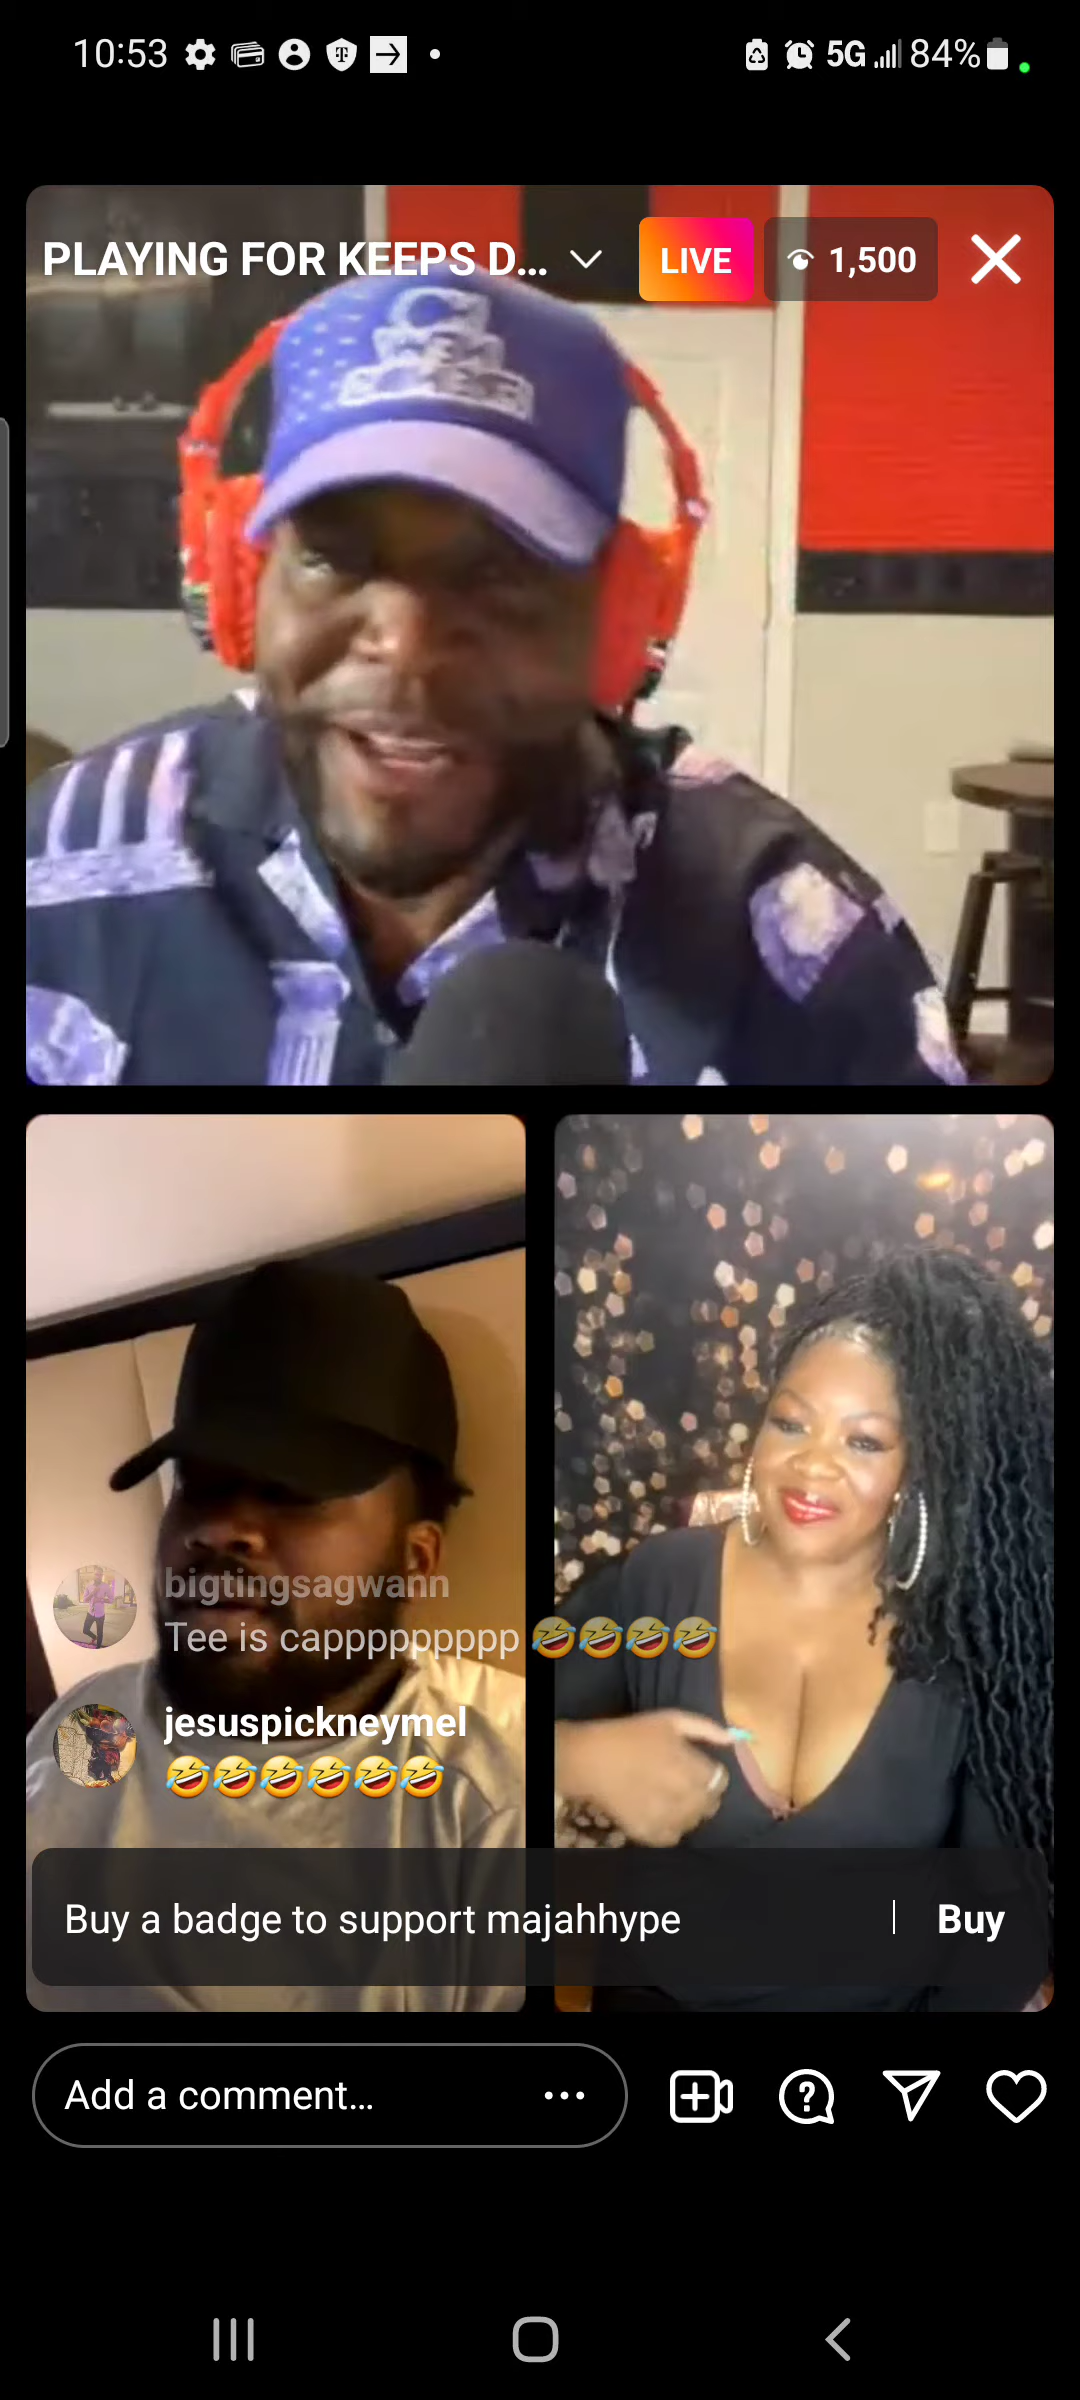 10:53
5G
84%
PLAYING FOR KEEPS D...
LIVE
1,500
bigtingsagwann
Tee is cappppppppp 🤣🤣🤣🤣
jesuspickneymel
🤣🤣🤣🤣🤣🤣
Buy a badge to support majahhype
Buy
Add a comment...